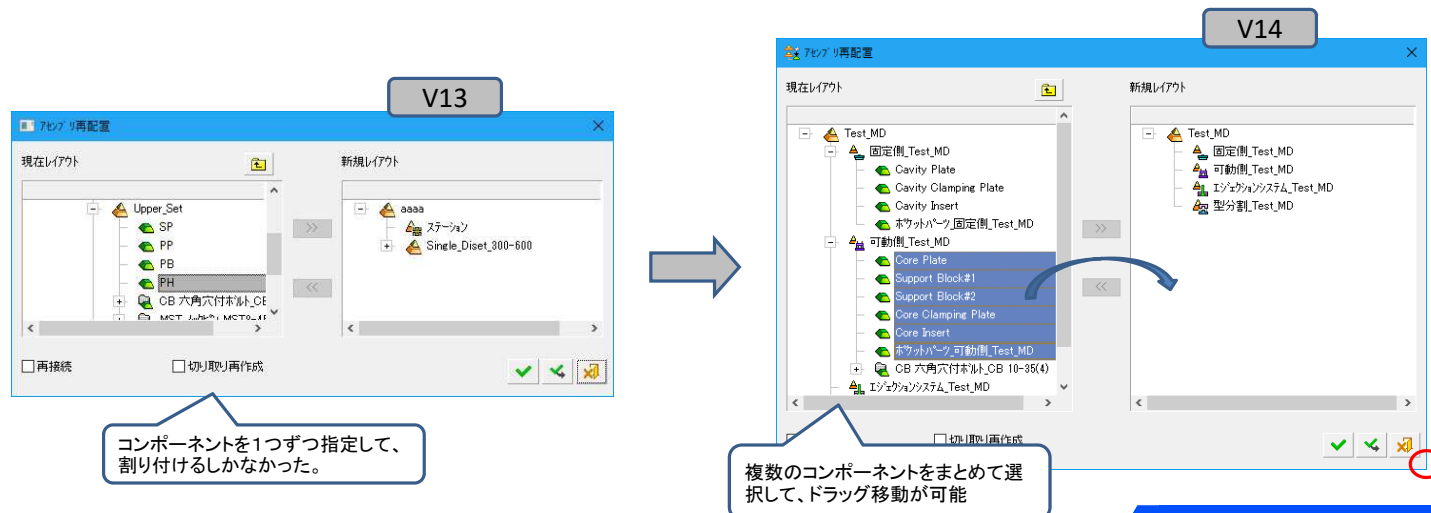 V13
アセンブリ再配置
現在レイアウト
新規レイアウト
Upper_Set
SP
PP
PB
PH
CB 六角穴付ボルト_CE
aaaa
ステーション
Single_Diset_300-600
再接続
切り取り再作成
コンポーネントを1つずつ指定して、
割り付けるしかなかった。
V14
アセンブリ再配置
現在レイアウト
新規レイアウト
Test_MD
固定側_Test_MD
Cavity Plate
Cavity Clamping Plate
Cavity Insert
ポケットパーツ_固定側_Test_MD
可動側_Test_MD
Core Plate
Support Block#1
Support Block#2
Core Clamping Plate
Core Insert
ポケットパーツ_可動側_Test_MD
CB 六角穴付ボルト_CB 10-35(4)
エジェクションシステム_Test_MD
Test_MD
固定側_Test_MD
可動側_Test_MD
エジェクションシステム_Test_MD
型分割_Test_MD
切り取り再作成
複数のコンポーネントをまとめて選
択して、ドラッグ移動が可能